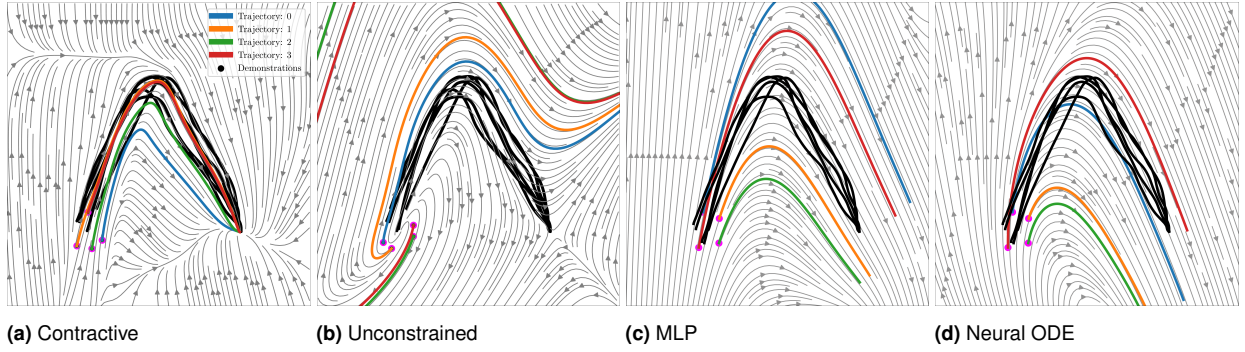 Trajectory: 0
Trajectory: 1
Trajectory: 2
Trajectory: 3
Demonstrations
(a) Contractive
(b) Unconstrained
(c) MLP
(d) Neural ODE